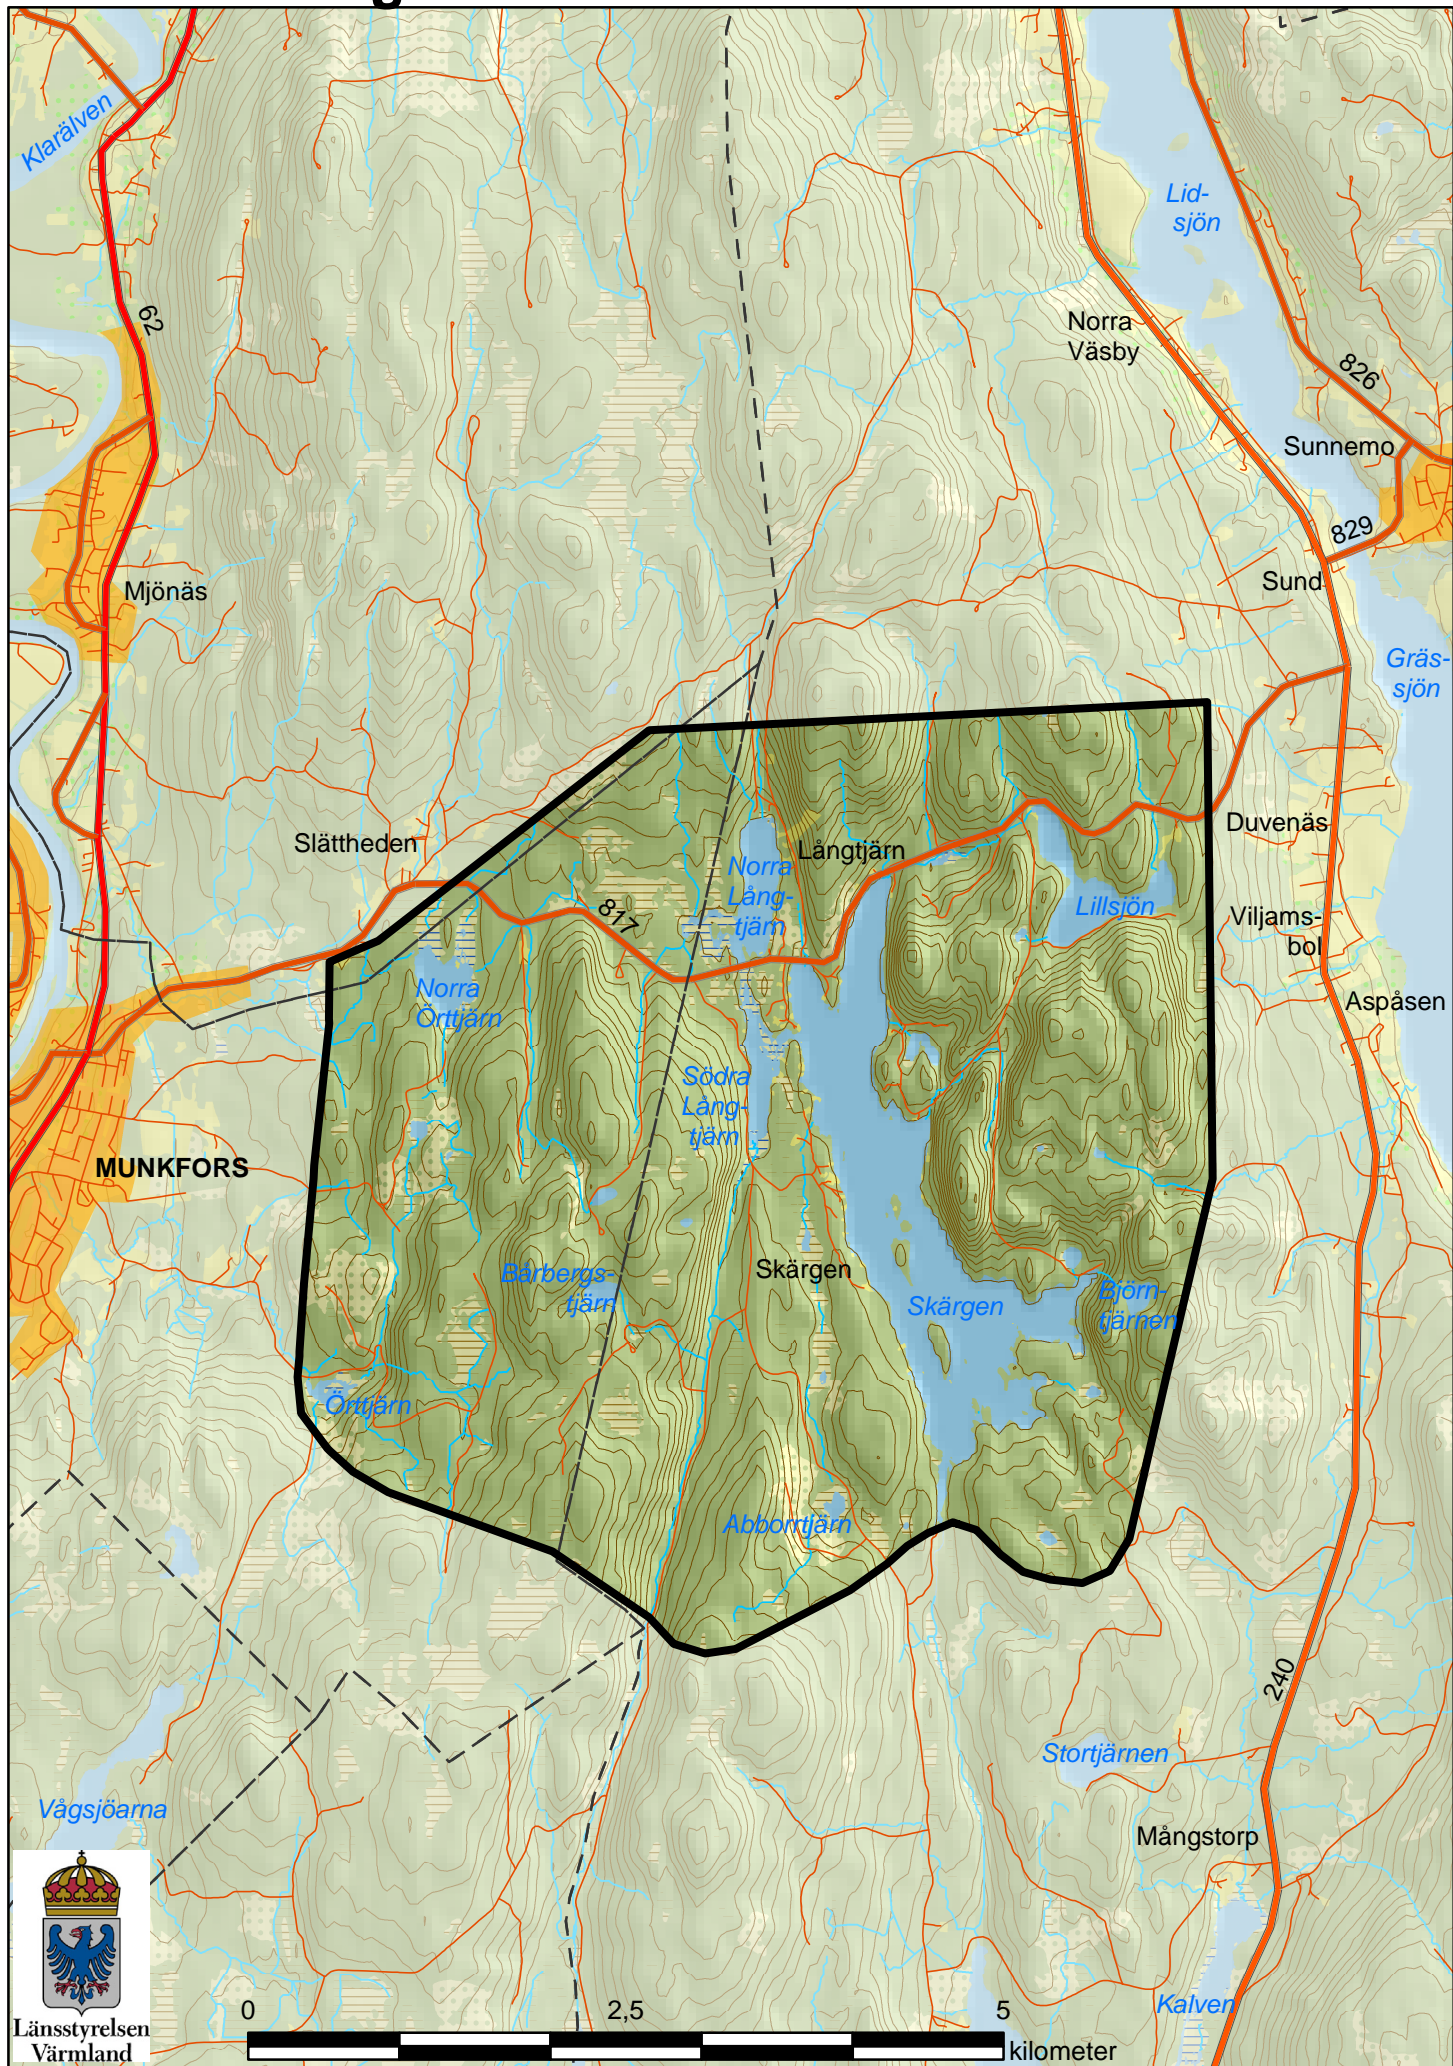 Klarälven
Lid-
sjön
62
Norra
Väsby
826
Sunnemo
829
Mjönäs
Sund
Gräs-
sjön
Slättheden
Långtjärn
Duvenäs
Norra
Lång-
tjärn
Lillsjön
817
Viljams-
bol
Norra
Örttjärn
Aspåsen
Södra
Lång-
tjärn
MUNKFORS
Skärgen
Bårbergs-
tjärn
Skärgen
Björn-
tjärnen
Örttjärn
Abborrtjärn
240
Stortjärnen
Vågsjöarna
Mångstorp
Kalven
Länsstyrelsen
Värmland
0 2,5 5
kilometer